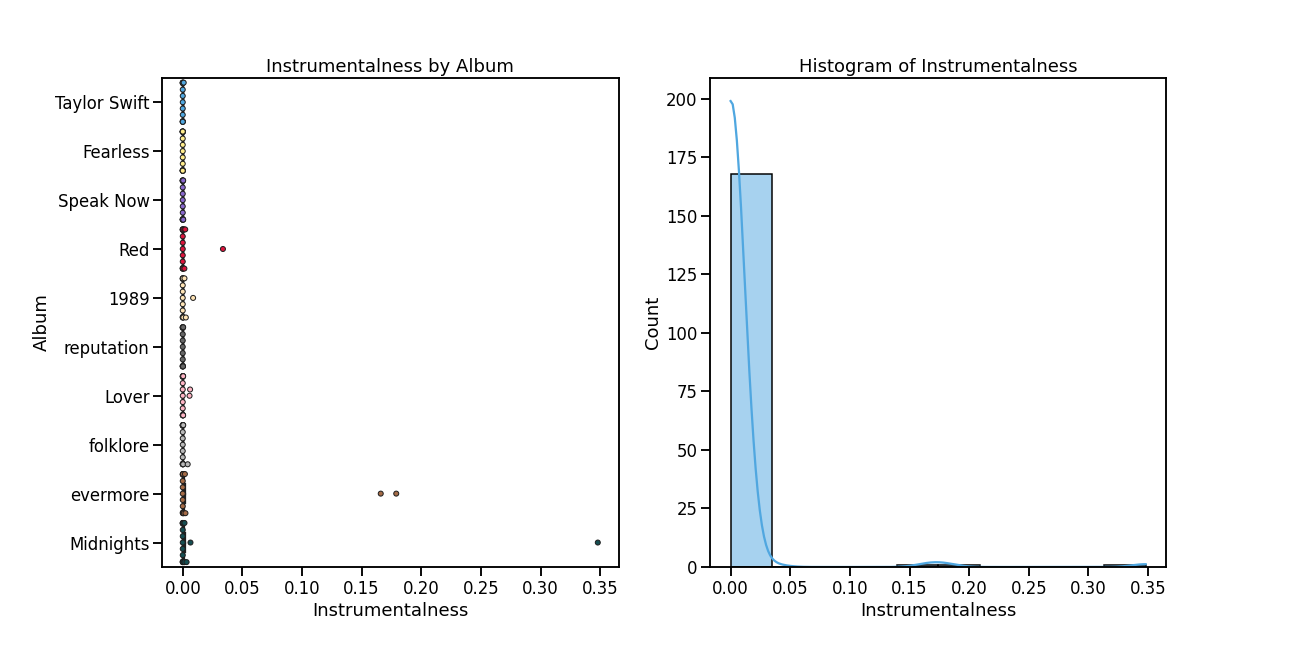 Instrumentalness by Album
Album
Taylor Swift
Fearless
Speak Now
Red
1989
reputation
Lover
folklore
evermore
Midnights
0.00 0.05 0.10 0.15 0.20 0.25 0.30 0.35
Instrumentalness
Histogram of Instrumentalness
Count
200
175
150
125
100
75
50
25
0
0.00 0.05 0.10 0.15 0.20 0.25 0.30 0.35
Instrumentalness